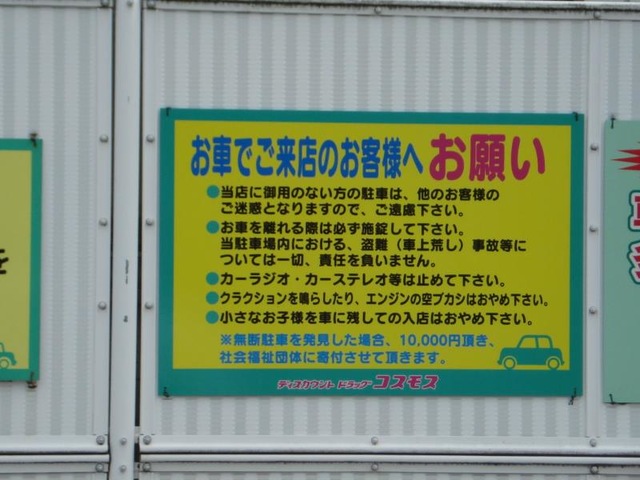 お車でご来店のお客様へ お願い
●当店に御用のない方の駐車は、他のお客様の
ご迷惑となりますので、ご遠慮下さい。
●お車を離れる際は必ず施錠して下さい。
当駐車場内における、盗難（車上荒し）事故等に
ついては一切、責任を負いません。
●カーラジオ・カーステレオ等は止めて下さい。
●クラクションを鳴らしたり、エンジンの空ブカシはおやめ下さい。
●小さなお子様を車に残しての入店はおやめ下さい。
※無断駐車を発見した場合、10,000円頂き、
社会福祉団体に寄付させて頂きます。
ディスカウント ドラッグ コスモス
を